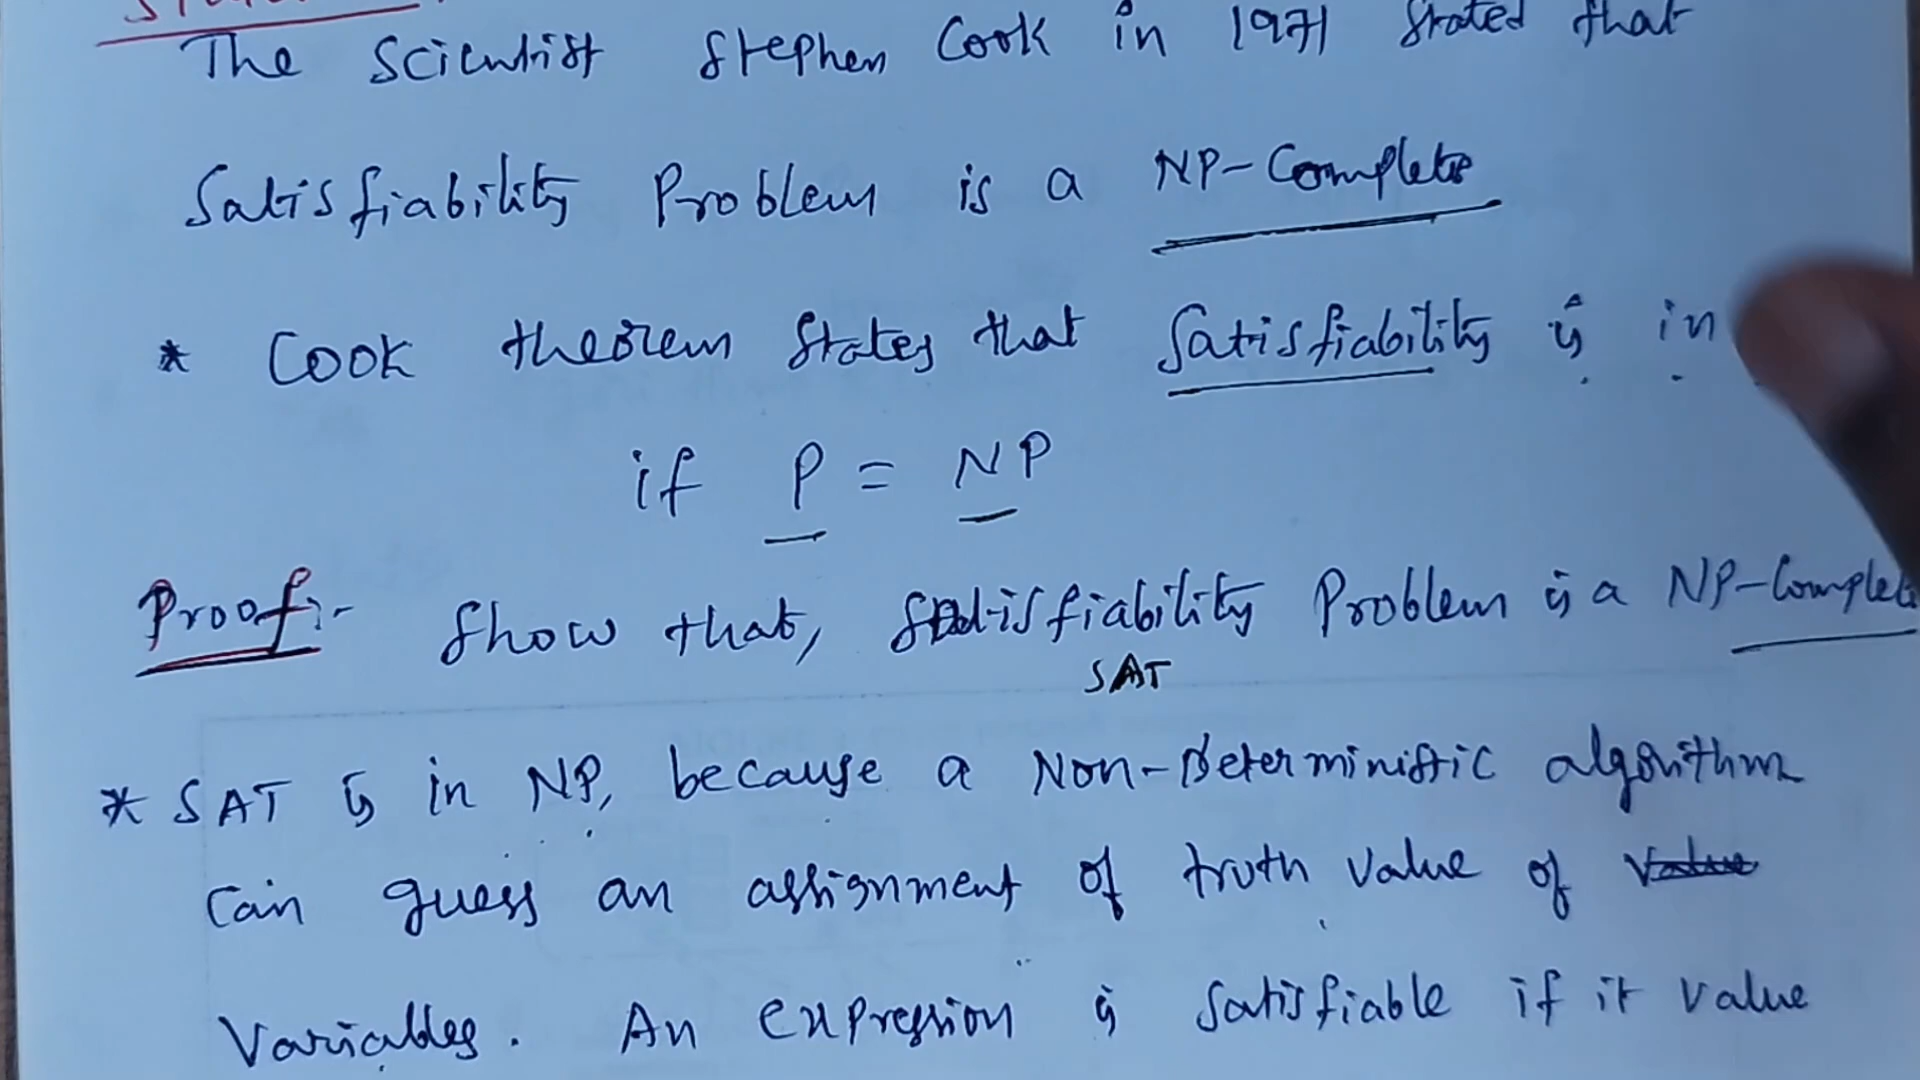 The Scientist Stephen Cook in 1971 stated that
Satisfiability Problem is a NP-Complete
* Cook theorem states that Satisfiability is in
if P = NP
Proof:- Show that, Satisfiability Problem is a NP-Complete
SAT
* SAT is in NP, because a Non-Deterministic algorithm
Can guess an assignment of truth value of value
Variables. An expression is satisfiable if it value